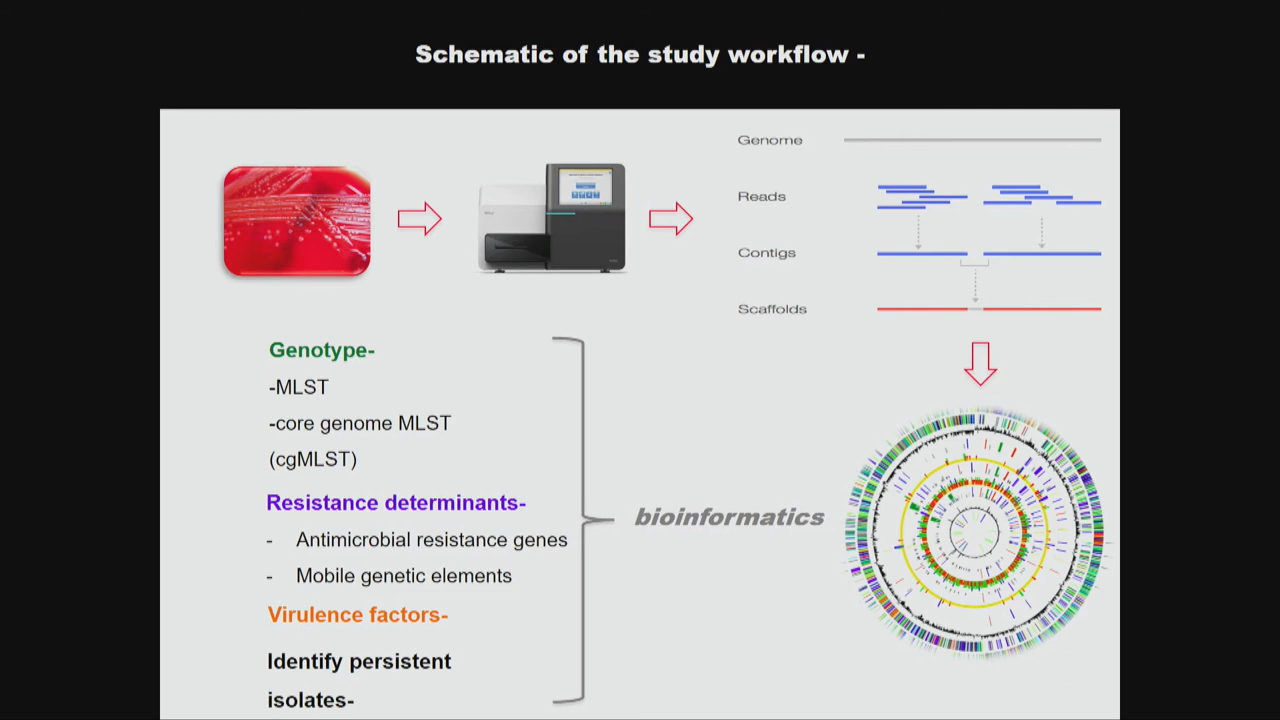 Schematic of the study workflow -
Genome
Reads
Contigs
Scaffolds
Genotype-
-MLST
-core genome MLST
(cgMLST)
Resistance determinants-
- Antimicrobial resistance genes
- Mobile genetic elements
Virulence factors-
Identify persistent
isolates-
bioinformatics